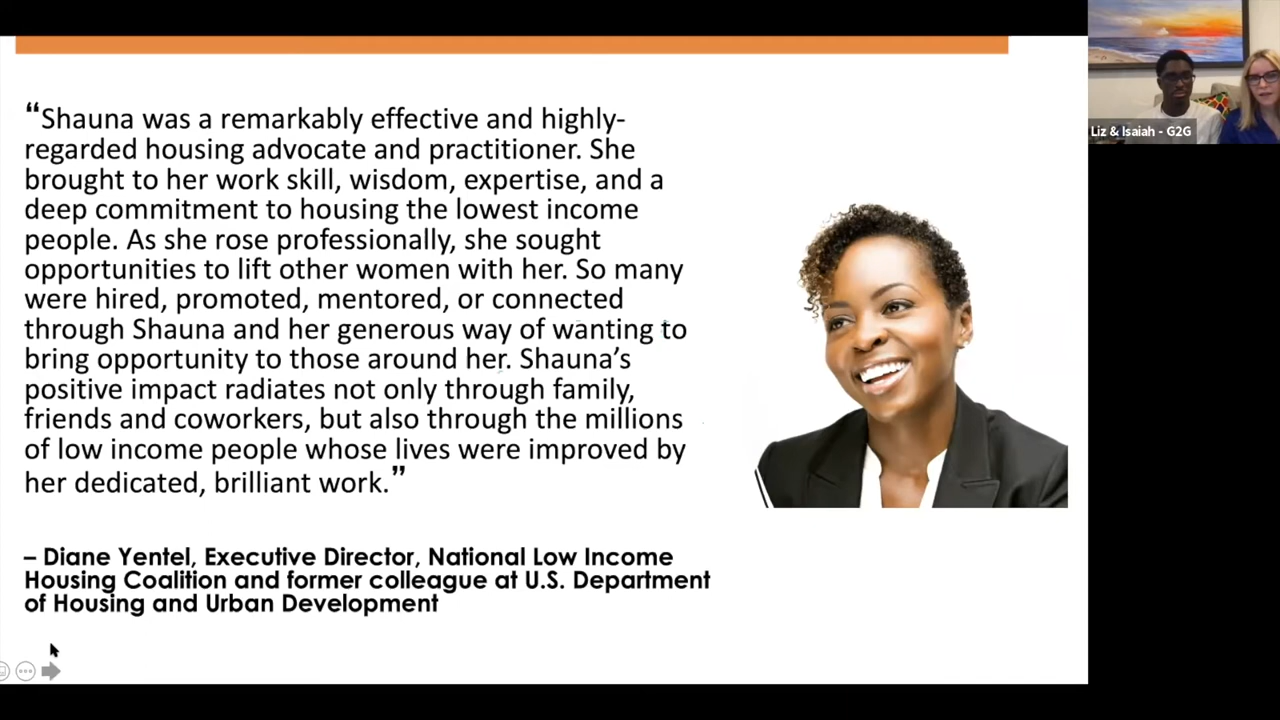 “Shauna was a remarkably effective and highly-
regarded housing advocate and practitioner. She
brought to her work skill, wisdom, expertise, and a
deep commitment to housing the lowest income
people. As she rose professionally, she sought
opportunities to lift other women with her. So many
were hired, promoted, mentored, or connected
through Shauna and her generous way of wanting to
bring opportunity to those around her. Shauna’s
positive impact radiates not only through family,
friends and coworkers, but also through the millions
of low income people whose lives were improved by
her dedicated, brilliant work.”
– Diane Yentel, Executive Director, National Low Income
Housing Coalition and former colleague at U.S. Department
of Housing and Urban Development
Liz & Isaiah - G2G